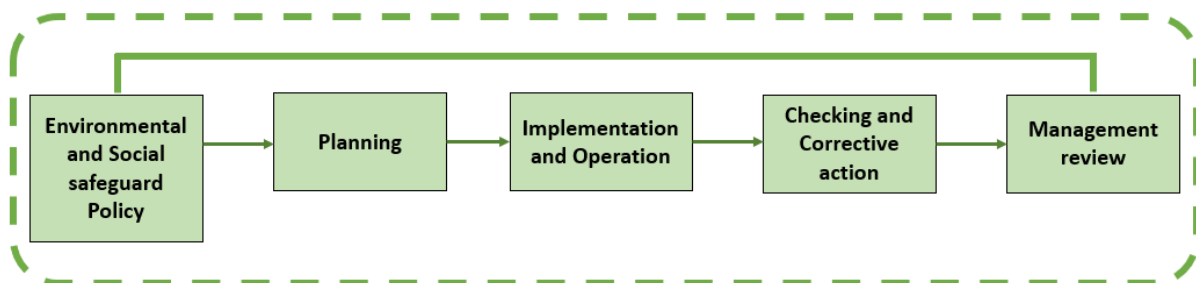 Environmental
and Social
safeguard
Policy
Planning
Implementation
and Operation
Checking and
Corrective
action
Management
review